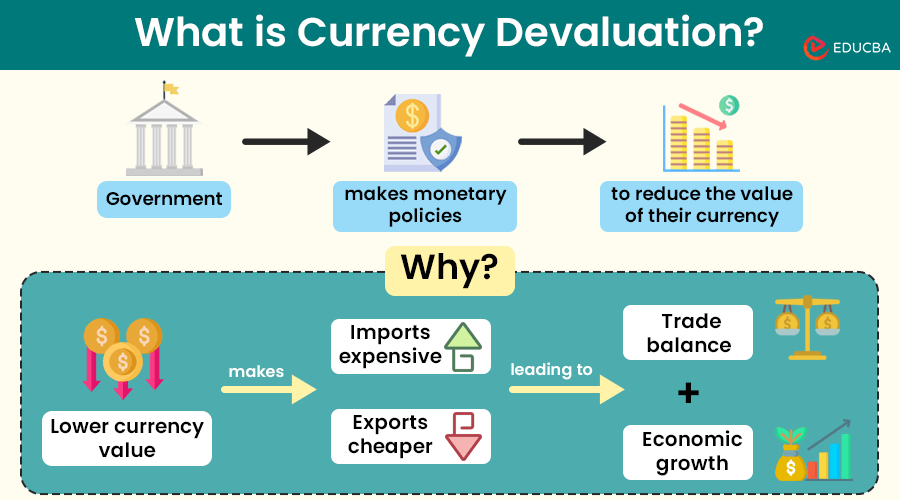 What is Currency Devaluation?
EDUCBA
Government
makes monetary
policies
to reduce the value
of their currency
Why?
Lower currency
value
makes
Imports
expensive
Exports
cheaper
leading to
Trade
balance
+
Economic
growth